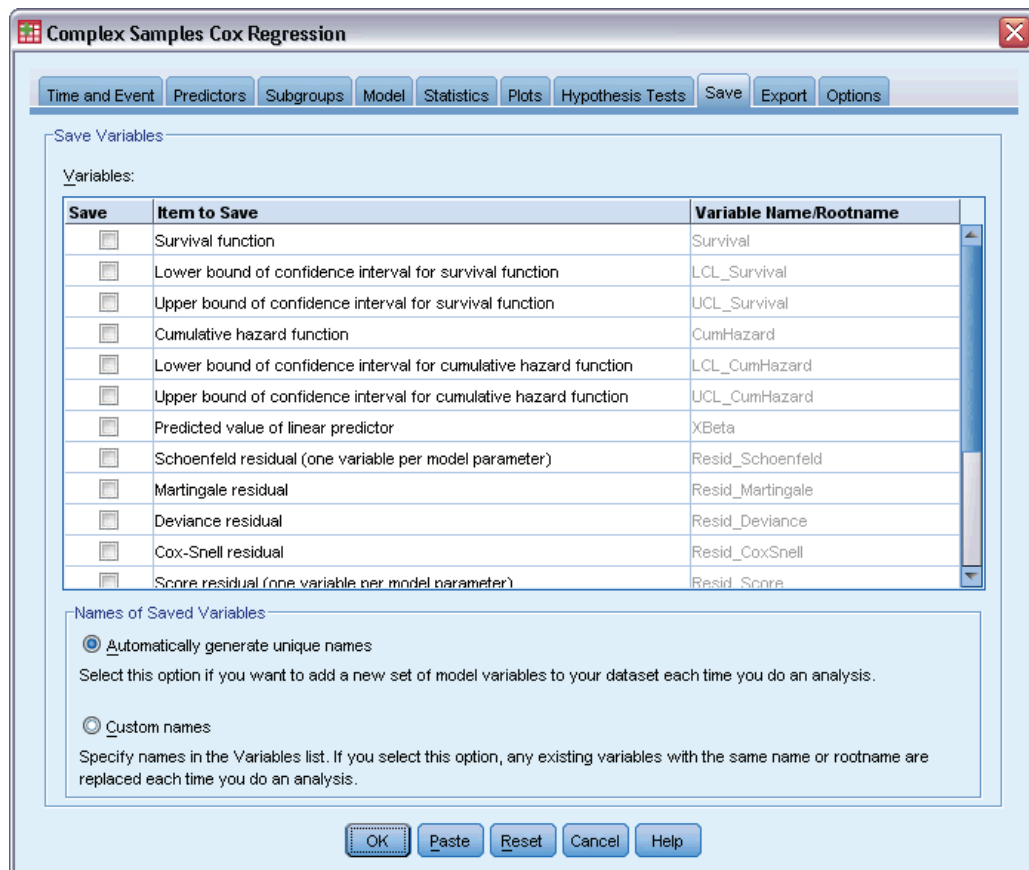 Complex Samples Cox Regression
Time and Event Predictors Subgroups Model Statistics Plots Hypothesis Tests Save Export Options
Save Variables
Variables:
Save Item to Save Variable Name/Rootname
Survival function Survival
Lower bound of confidence interval for survival function LCL_Survival
Upper bound of confidence interval for survival function UCL_Survival
Cumulative hazard function CumHazard
Lower bound of confidence interval for cumulative hazard function LCL_CumHazard
Upper bound of confidence interval for cumulative hazard function UCL_CumHazard
Predicted value of linear predictor XBeta
Schoenfeld residual (one variable per model parameter) Resid_Schoenfeld
Martingale residual Resid_Martingale
Deviance residual Resid_Deviance
Cox-Snell residual Resid_CoxSnell
Score residual (one variable per model parameter) Resid_Score
Names of Saved Variables
Automatically generate unique names
Select this option if you want to add a new set of model variables to your dataset each time you do an analysis.
Custom names
Specify names in the Variables list. If you select this option, any existing variables with the same name or rootname are
replaced each time you do an analysis.
OK Paste Reset Cancel Help